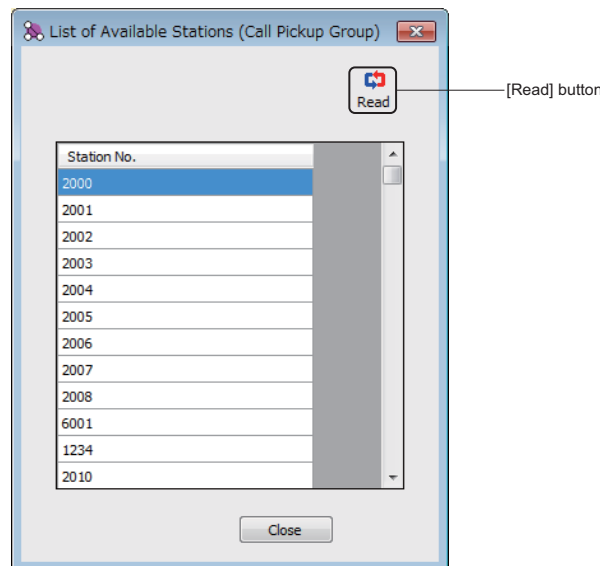 List of Available Stations (Call Pickup Group)
Read
[Read] button
Station No.
2000
2001
2002
2003
2004
2005
2006
2007
2008
6001
1234
2010
Close